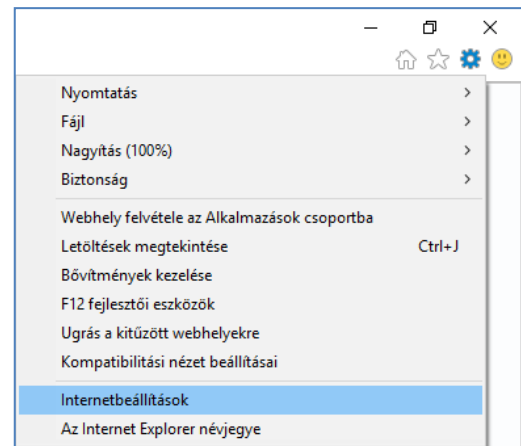 Nyomtatás
Fájl
Nagyítás (100%)
Biztonság
Webhely felvétele az Alkalmazások csoportba
Letöltések megtekintése Ctrl+J
Bővítmények kezelése
F12 fejlesztői eszközök
Ugrás a kitűzött webhelyekre
Kompatibilitási nézet beállításai
Internetbeállítások
Az Internet Explorer névjegye